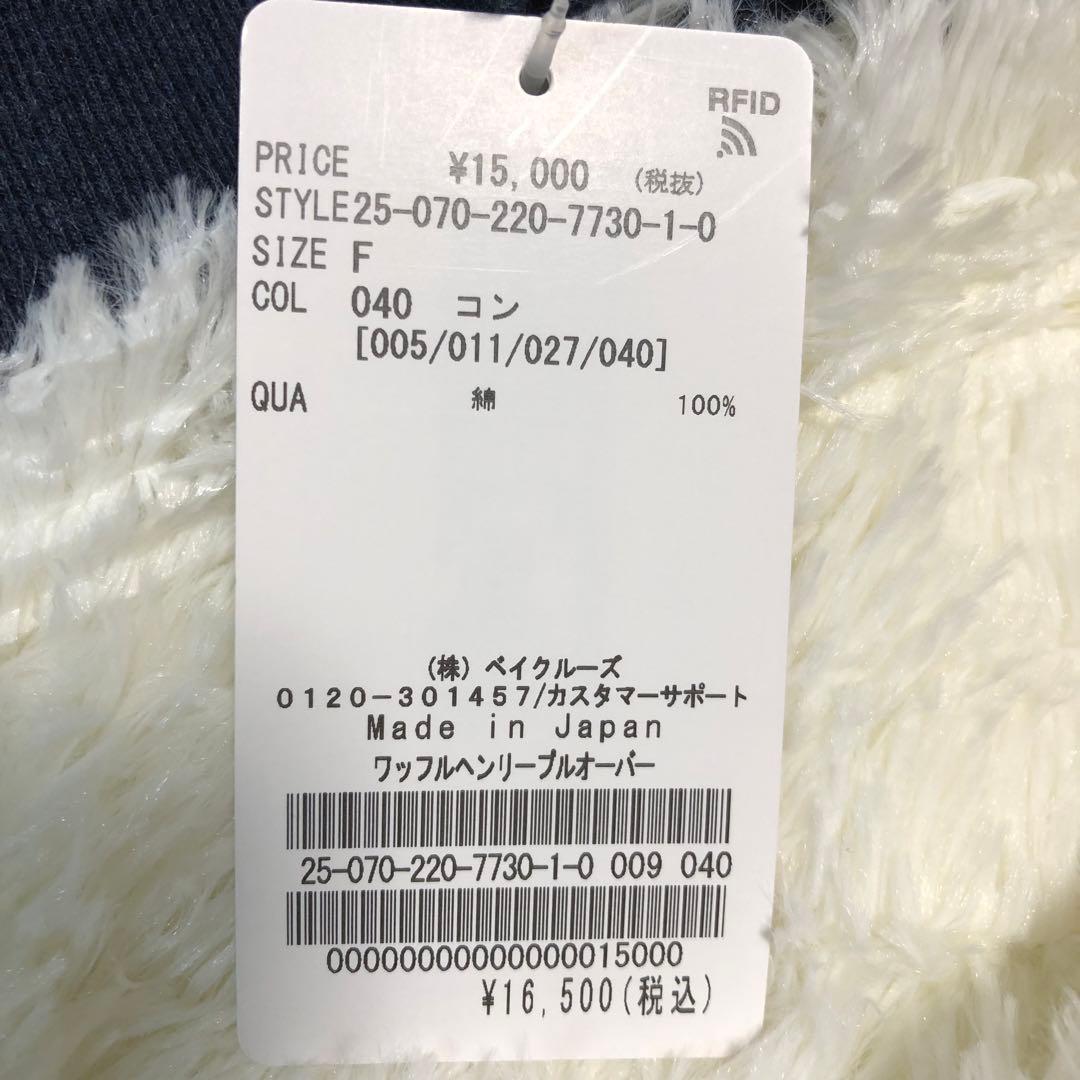 RFID
PRICE ¥15,000 (税抜)
STYLE25-070-220-7730-1-0
SIZE F
COL 040 コン
[005/011/027/040]
QUA 綿 100%
(株)ベイクルーズ
0120-301457/カスタマーサポート
Made in Japan
ワッフルヘンリープルオーバー
25-070-220-7730-1-0 009 040
00000000000000015000
¥16,500(税込)